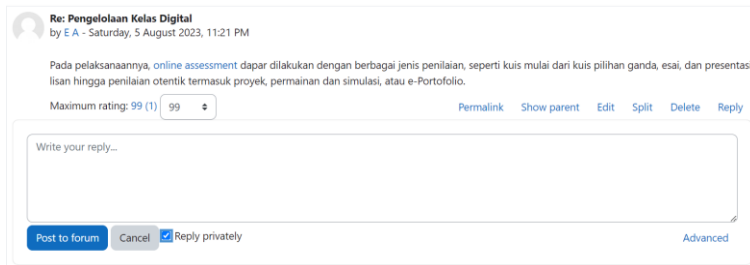 Re: Pengelolaan Kelas Digital
by E A - Saturday, 5 August 2023, 11:21 PM
Pada pelaksanaannya, online assessment dapar dilakukan dengan berbagai jenis penilaian, seperti kuis mulai dari kuis pilihan ganda, esai, dan presentas
lisan hingga penilaian otentik termasuk proyek, permainan dan simulasi, atau e-Portofolio.
Maximum rating: 99 (1) 99 Permalink Show parent Edit Split Delete Reply
Write your reply...
Post to forum Cancel Reply privately Advanced